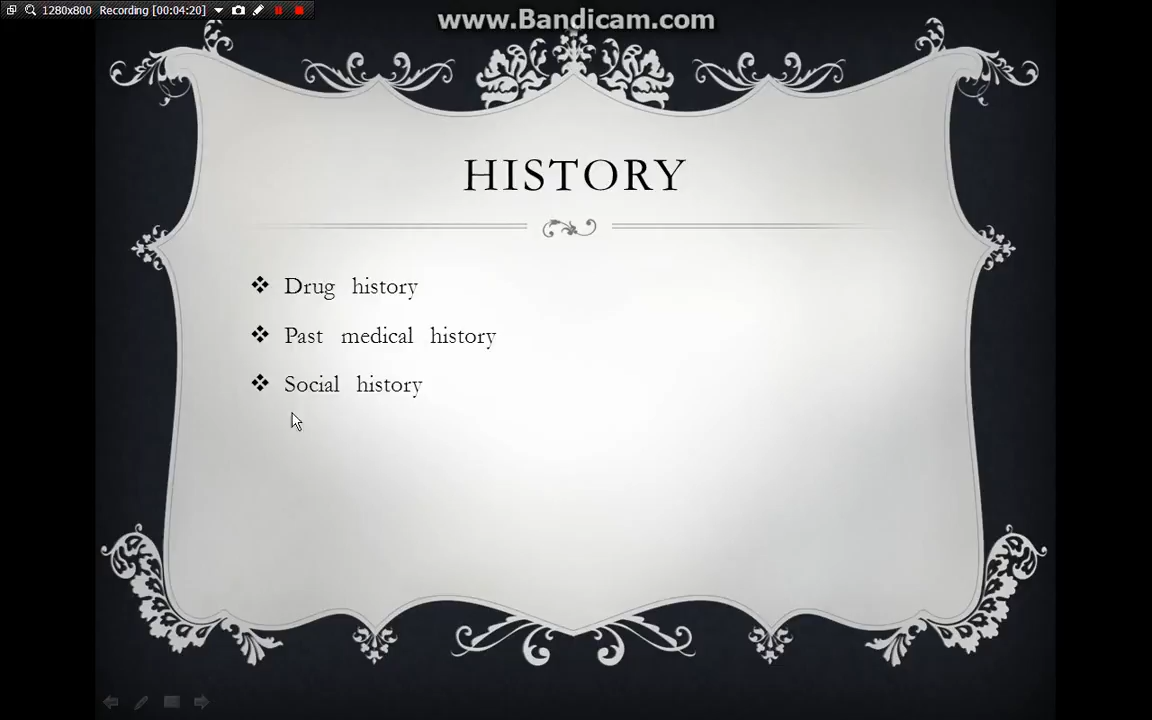 1280x800 Recording [00:04:20]
www.Bandicam.com
HISTORY
Drug history
Past medical history
Social history